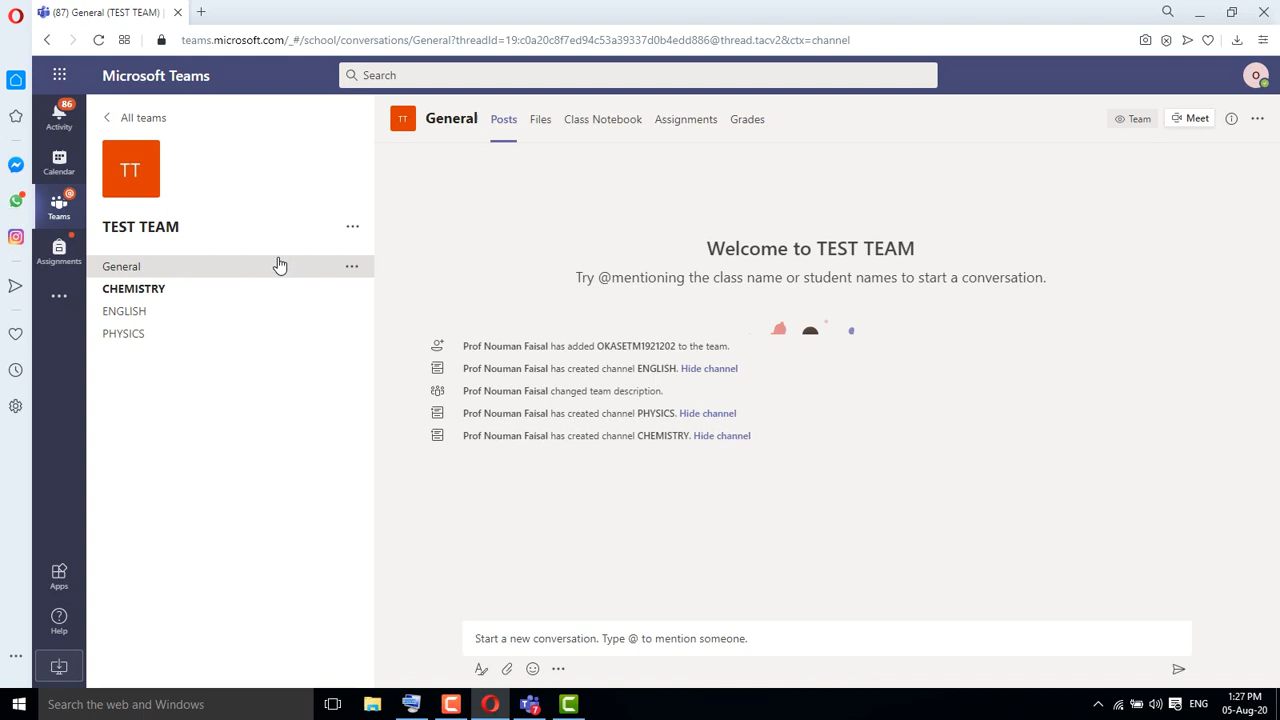 (87) General (TEST TEAM) |
teams.microsoft.com/_#/school/conversations/General?threadId=19:c0a20c8f7ed94c53a39337d0b4edd886@thread.tacv2&ctx=channel
Microsoft Teams
Search
O
86
Activity
Calendar
Teams
Assignments
Apps
Help
All teams
TT
TEST TEAM
General
CHEMISTRY
ENGLISH
PHYSICS
TT
General
Posts
Files
Class Notebook
Assignments
Grades
Team
Meet
Welcome to TEST TEAM
Try @mentioning the class name or student names to start a conversation.
Prof Nouman Faisal has added OKASETM1921202 to the team.
Prof Nouman Faisal has created channel ENGLISH. Hide channel
Prof Nouman Faisal changed team description.
Prof Nouman Faisal has created channel PHYSICS. Hide channel
Prof Nouman Faisal has created channel CHEMISTRY. Hide channel
Start a new conversation. Type @ to mention someone.
Search the web and Windows
7
ENG
1:27 PM
05-Aug-20